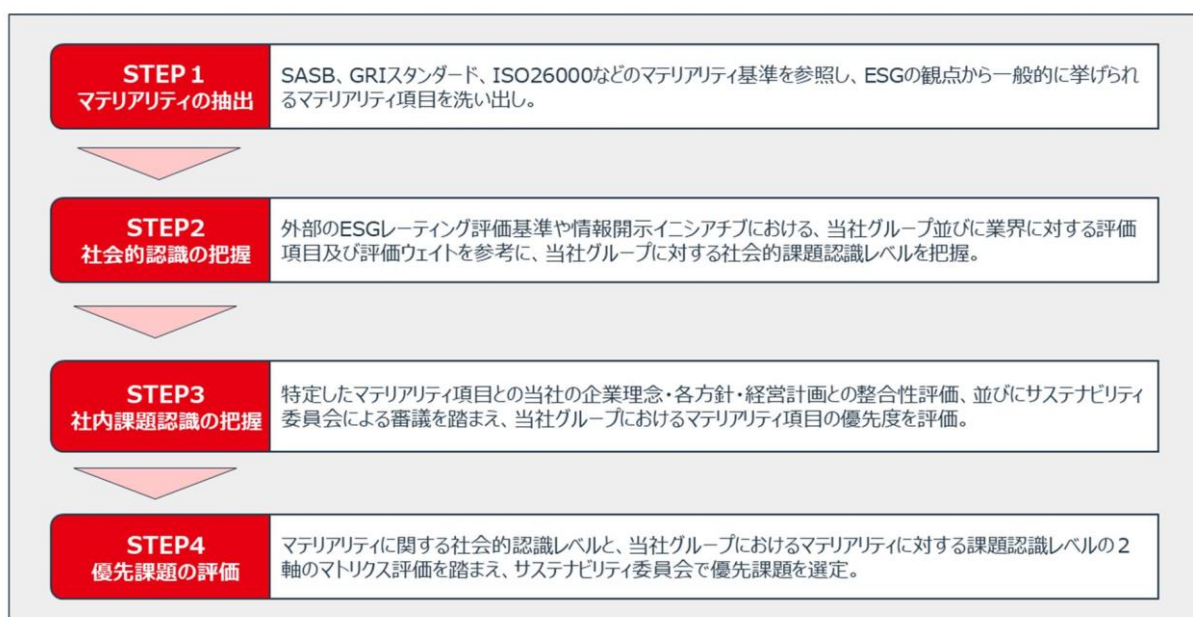 STEP 1
マテリアリティの抽出
SASB、GRIスタンダード、ISO26000などのマテリアリティ基準を参照し、ESGの観点から一般的に挙げられ
るマテリアリティ項目を洗い出し。
STEP2
社会的認識の把握
外部のESGレーティング評価基準や情報開示イニシアチブにおける、当社グループ並びに業界に対する評価
項目及び評価ウェイトを参考に、当社グループに対する社会的課題認識レベルを把握。
STEP3
社内課題認識の把握
特定したマテリアリティ項目との当社の企業理念・各方針・経営計画との整合性評価、並びにサステナビリティ
委員会による審議を踏まえ、当社グループにおけるマテリアリティ項目の優先度を評価。
STEP4
優先課題の評価
マテリアリティに関する社会的認識レベルと、当社グループにおけるマテリアリティに対する課題認識レベルの2
軸のマトリクス評価を踏まえ、サステナビリティ委員会で優先課題を選定。